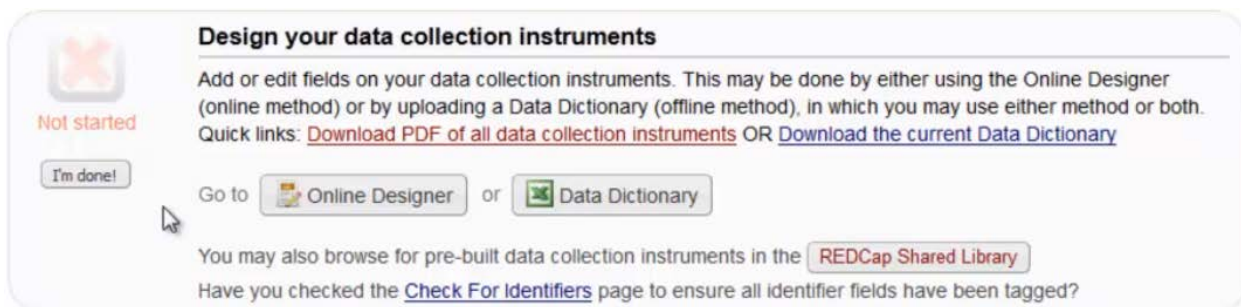 Design your data collection instruments
Add or edit fields on your data collection instruments. This may be done by either using the Online Designer
(online method) or by uploading a Data Dictionary (offline method), in which you may use either method or both.
Not started
Quick links: Download PDF of all data collection instruments OR Download the current Data Dictionary
I'm done!
Go to Online Designer or Data Dictionary
You may also browse for pre-built data collection instruments in the REDCap Shared Library
Have you checked the Check For Identifiers page to ensure all identifier fields have been tagged?